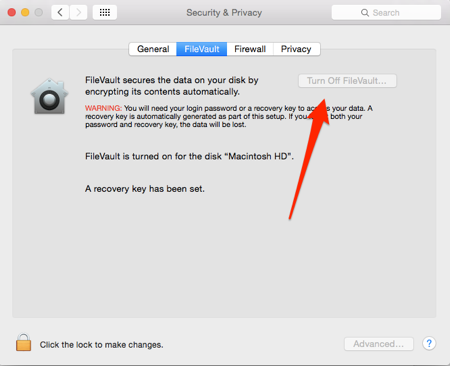 Security & Privacy
Search
General
FileVault
Firewall
Privacy
FileVault secures the data on your disk by
encrypting its contents automatically.
Turn Off FileVault...
WARNING: You will need your login password or a recovery key to your data. A
recovery key is automatically generated as part of this setup. If you both your
password and recovery key, the data will be lost.
FileVault is turned on for the disk “Macintosh HD”.
A recovery key has been set.
Click the lock to make changes.
Advanced...
?